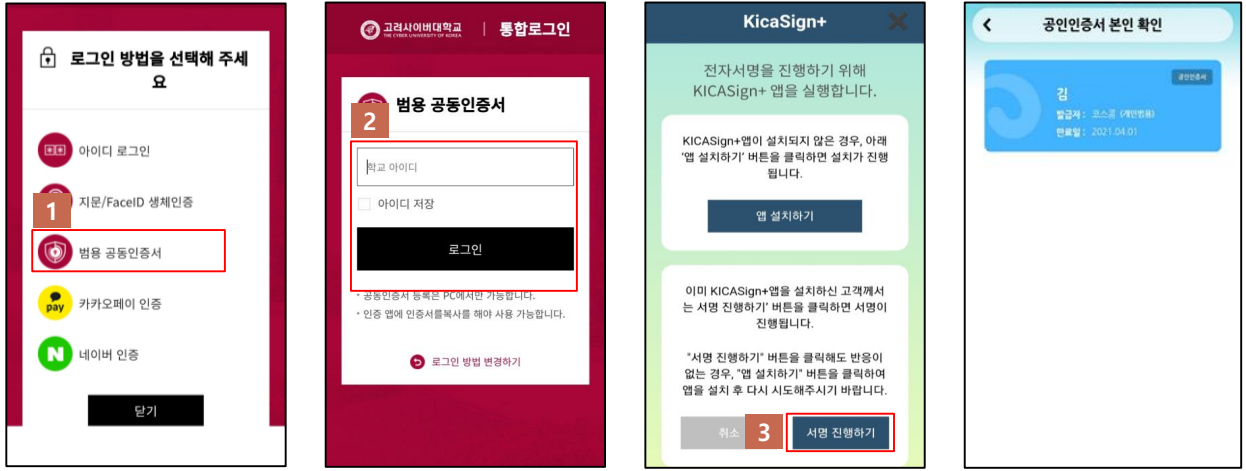 로그인 방법을 선택해 주세
요
아이디 로그인
지문/FaceID 생체인증
1
범용 공동인증서
pay
카카오페이 인증
N
네이버 인증
닫기
고려사이버대학교
THE CYBER UNIVERSITY OF KOREA
통합로그인
범용 공동인증서
2
학교 아이디
아이디 저장
로그인
* 공동인증서 등록은 PC에서만 가능합니다.
* 인증 앱에 인증서를복사를 해야 사용 가능합니다.
로그인 방법 변경하기
KicaSign+
전자서명을 진행하기 위해
KICASign+ 앱을 실행합니다.
KICASign+앱이 설치되지 않은 경우, 아래
'앱 설치하기' 버튼을 클릭하면 설치가 진행
됩니다.
앱 설치하기
이미 KICASign+앱을 설치하신 고객께서
는 서명 진행하기' 버튼을 클릭하면 서명이
진행됩니다.
"서명 진행하기" 버튼을 클릭해도 반응이
없는 경우, "앱 설치하기" 버튼을 클릭하여
앱을 설치 후 다시 시도해주시기 바랍니다.
취소
3
서명 진행하기
공인인증서 본인 확인
공인인증서
김
발급자 : 코스콤 (개인범용)
만료일 : 2021.04.01